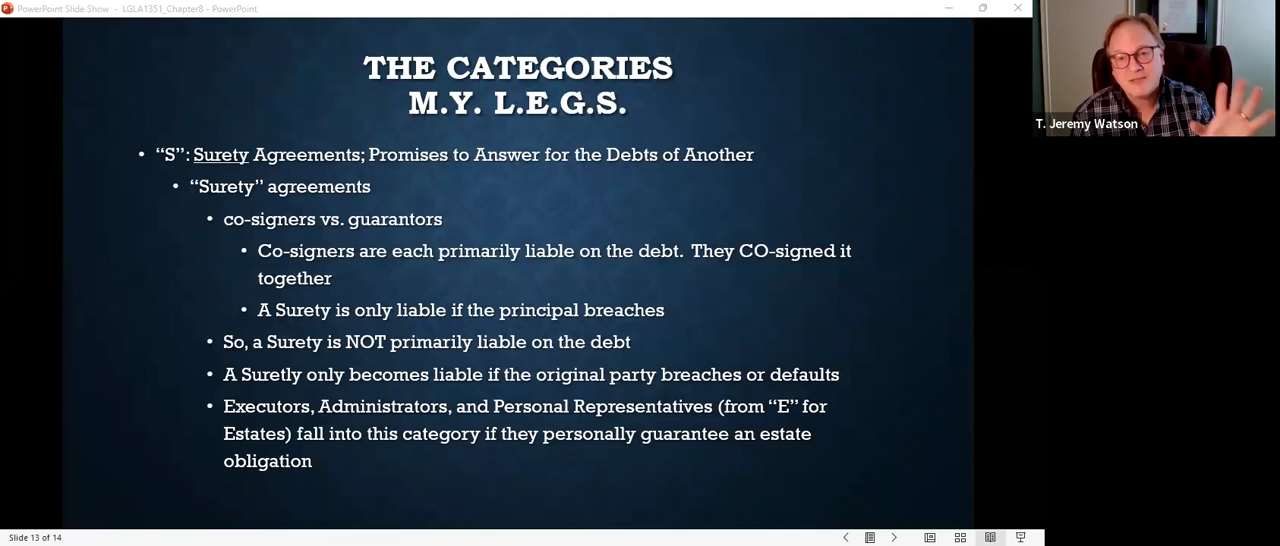 PowerPoint Slide Show - LGLA1351_Chapter8 - PowerPoint
THE CATEGORIES
M.Y. L.E.G.S.
T. Jeremy Watson
• “S”: Surety Agreements; Promises to Answer for the Debts of Another
• “Surety” agreements
• co-signers vs. guarantors
• Co-signers are each primarily liable on the debt. They CO-signed it
together
• A Surety is only liable if the principal breaches
• So, a Surety is NOT primarily liable on the debt
• A Suretly only becomes liable if the original party breaches or defaults
• Executors, Administrators, and Personal Representatives (from “E” for
Estates) fall into this category if they personally guarantee an estate
obligation
Slide 13 of 14